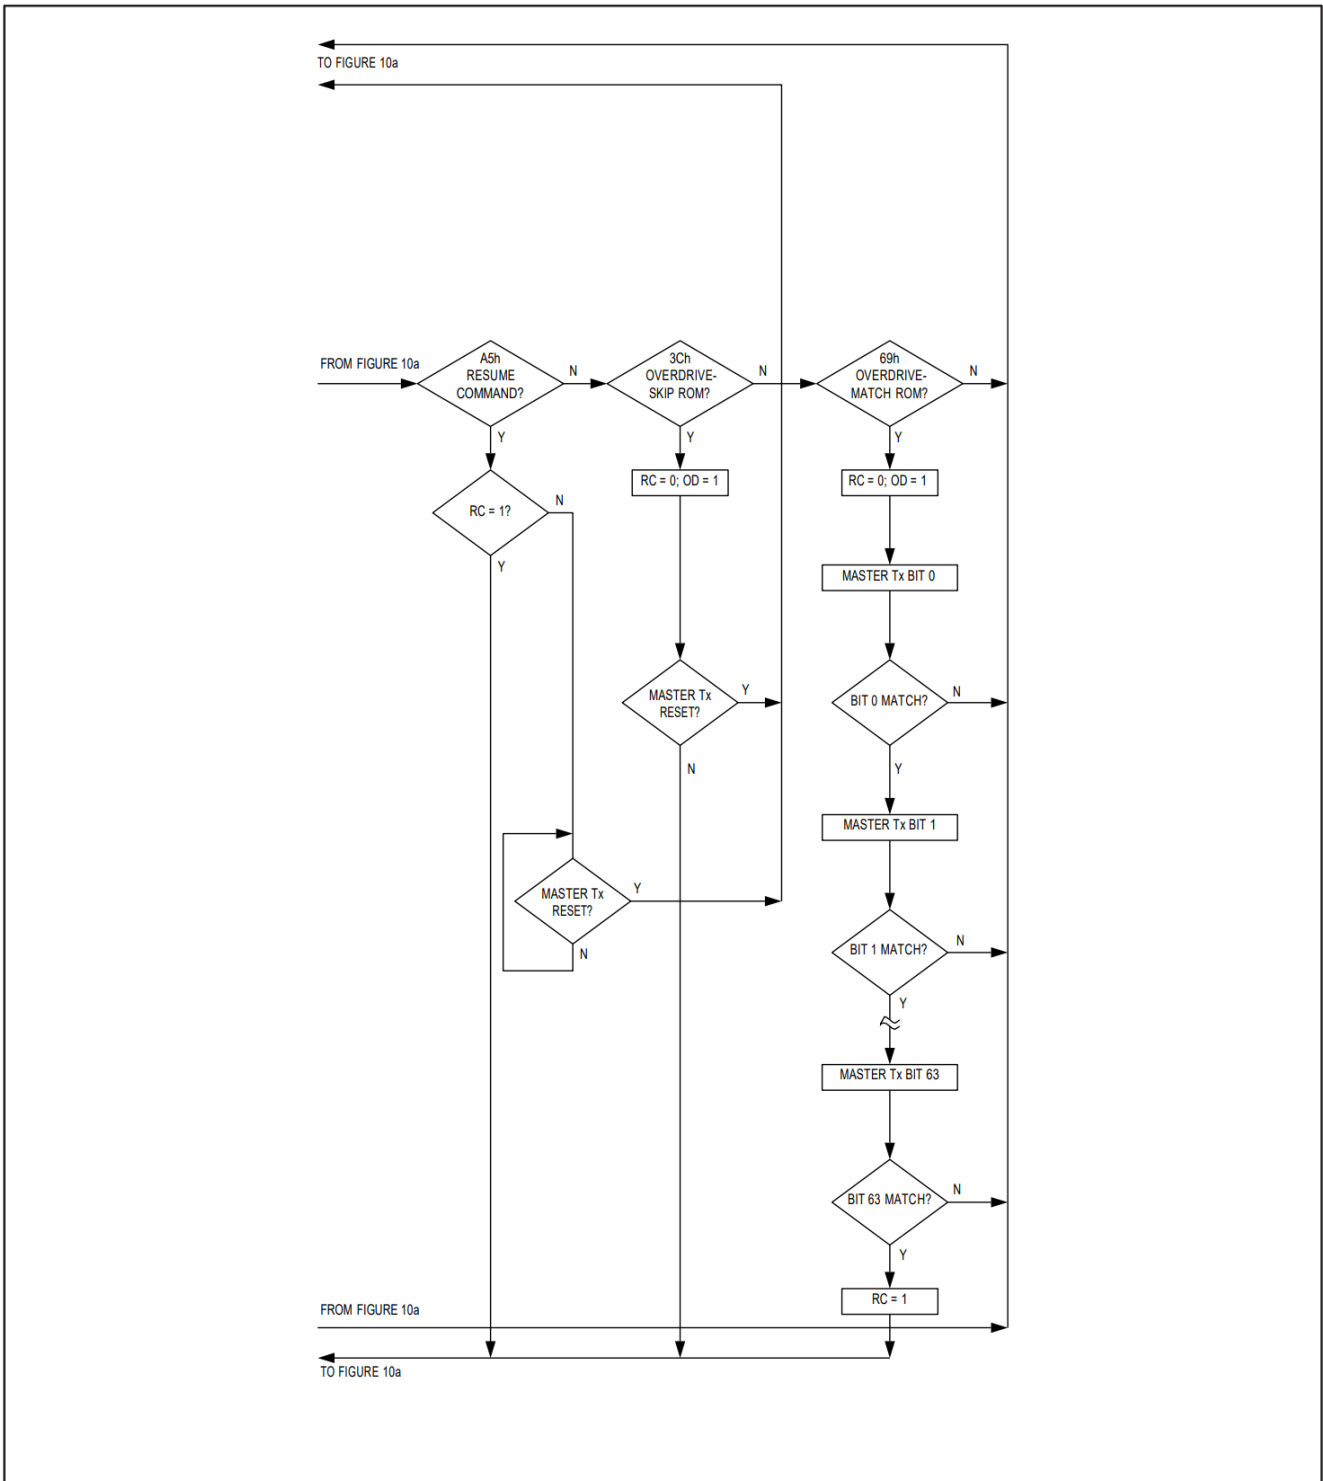 TO FIGURE 10a
FROM FIGURE 10a
A5h
RESUME
COMMAND?
N
Y
3Ch
OVERDRIVE-
SKIP ROM?
N
Y
69h
OVERDRIVE-
MATCH ROM?
N
Y
RC = 1?
N
Y
RC = 0; OD = 1
RC = 0; OD = 1
MASTER Tx BIT 0
MASTER Tx
RESET?
Y
N
BIT 0 MATCH?
N
Y
MASTER Tx BIT 1
MASTER Tx
RESET?
Y
N
BIT 1 MATCH?
N
Y
MASTER Tx BIT 63
BIT 63 MATCH?
N
Y
RC = 1
FROM FIGURE 10a
TO FIGURE 10a